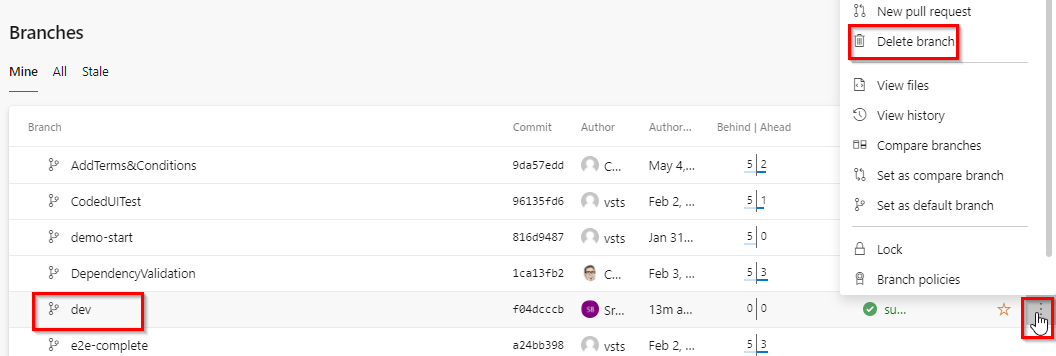 New pull request
Branches
Delete branch
Mine All Stale
View files
View history
Branch Commit Author Author... Behind | Ahead
Compare branches
AddTerms&Conditions 9da57edd C... May 4,... 5 2
Set as compare branch
CodedUITest 96135fd6 vsts Feb 2, ... 5 1
Set as default branch
demo-start 816d9487 vsts Jan 31... 5 0
Lock
DependencyValidation 1ca13fb2 C... Feb 3, ... 5 3
Branch policies
dev f04dcccb SB Sr... 13m a... 0 0 su...
e2e-complete a24bb398 vsts Feb 2, ... 5 3